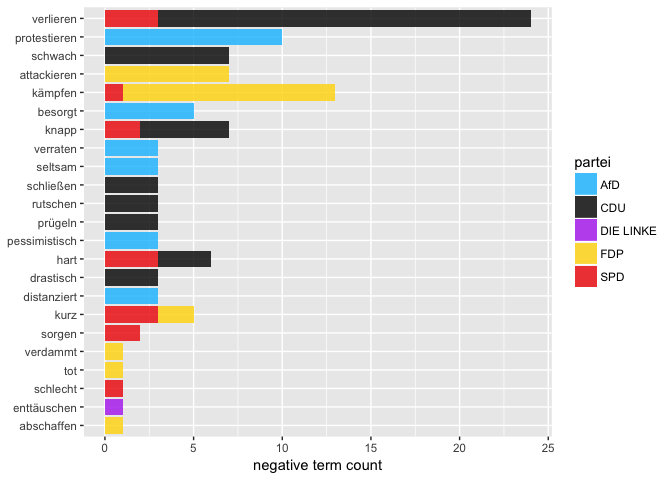 verlieren
protestieren
schwach
attackieren
kämpfen
besorgt
knapp
verraten
seltsam
schließen
rutschen
prügeln
pessimistisch
hart
drastisch
distanziert
kurz
sorgen
verdammt
tot
schlecht
enttäuschen
abschaffen
0 5 10 15 20 25
negative term count
partei
AfD
CDU
DIE LINKE
FDP
SPD